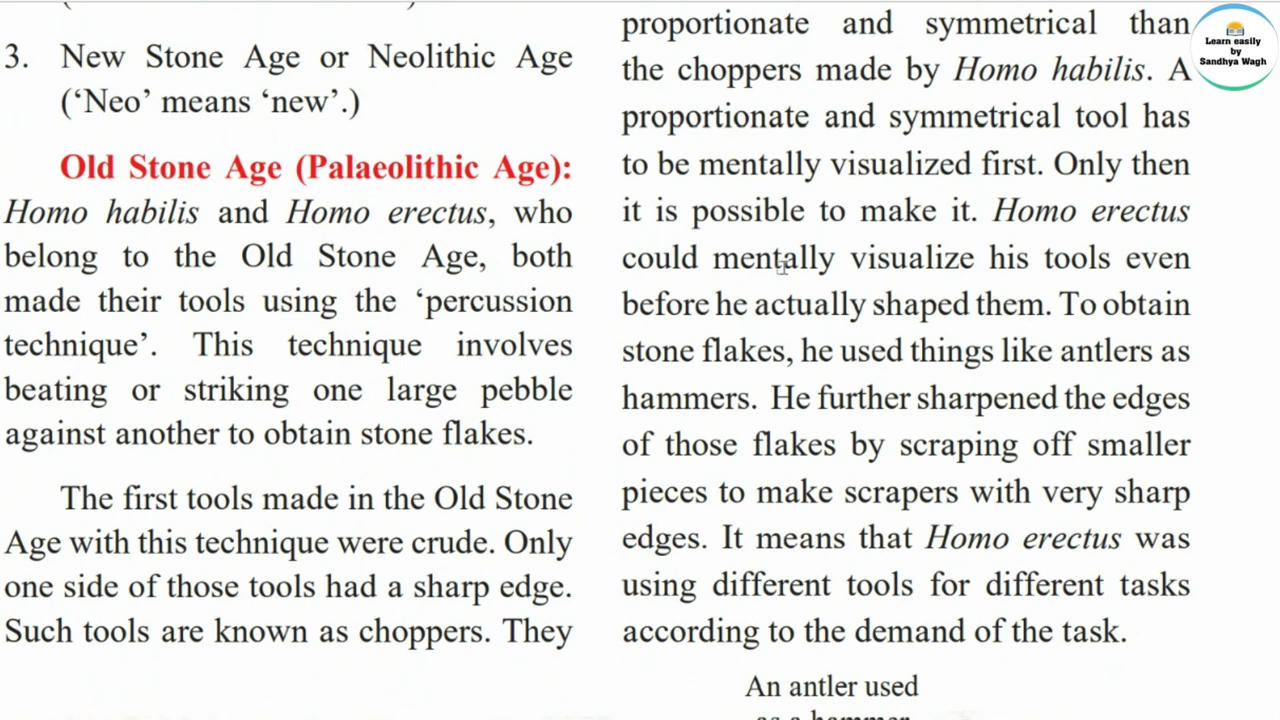 3. New Stone Age or Neolithic Age
(‘Neo’ means ‘new’.)
Old Stone Age (Palaeolithic Age):
Homo habilis and Homo erectus, who
belong to the Old Stone Age, both
made their tools using the ‘percussion
technique’. This technique involves
beating or striking one large pebble
against another to obtain stone flakes.
The first tools made in the Old Stone
Age with this technique were crude. Only
one side of those tools had a sharp edge.
Such tools are known as choppers. They
proportionate and symmetrical than
the choppers made by Homo habilis. A
proportionate and symmetrical tool has
to be mentally visualized first. Only then
it is possible to make it. Homo erectus
could mentally visualize his tools even
before he actually shaped them. To obtain
stone flakes, he used things like antlers as
hammers. He further sharpened the edges
of those flakes by scraping off smaller
pieces to make scrapers with very sharp
edges. It means that Homo erectus was
using different tools for different tasks
according to the demand of the task.
An antler used
as a hammer
Learn easily
by
Sandhya Wagh